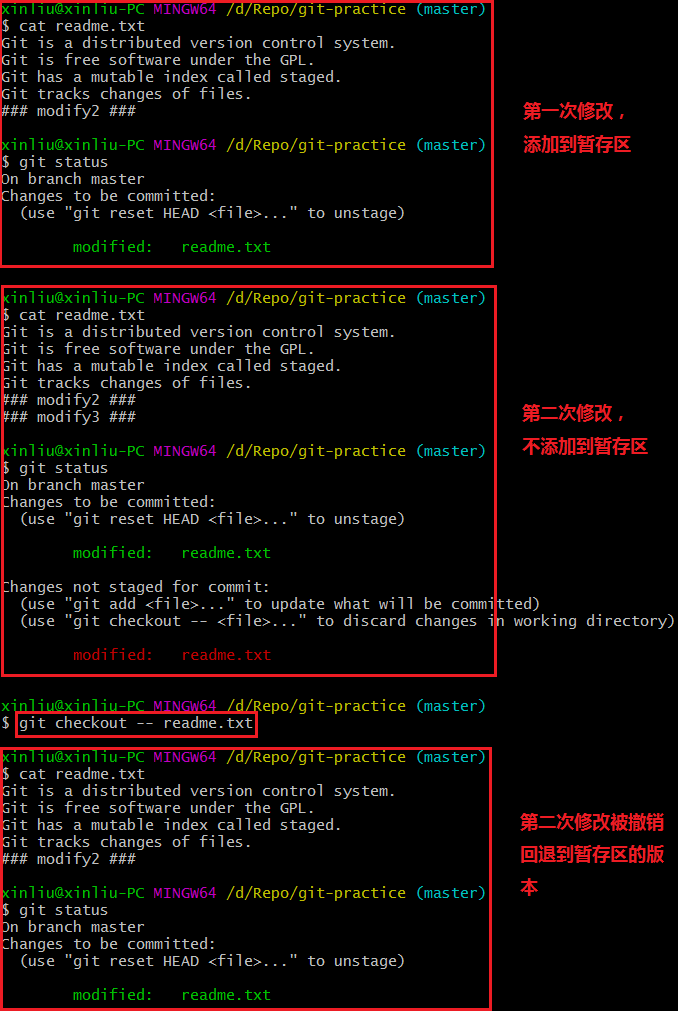 xinliu@xinliu-PC MINGW64 /d/Repo/git-practice (master)
$ cat readme.txt
Git is a distributed version control system.
Git is free software under the GPL.
Git has a mutable index called staged.
Git tracks changes of files.
### modify2 ###
第一次修改，
添加到暂存区
xinliu@xinliu-PC MINGW64 /d/Repo/git-practice (master)
$ git status
On branch master
Changes to be committed:
  (use "git reset HEAD <file>..." to unstage)
        modified:   readme.txt
xinliu@xinliu-PC MINGW64 /d/Repo/git-practice (master)
$ cat readme.txt
Git is a distributed version control system.
Git is free software under the GPL.
Git has a mutable index called staged.
Git tracks changes of files.
### modify2 ###
### modify3 ###
第二次修改，
不添加到暂存区
xinliu@xinliu-PC MINGW64 /d/Repo/git-practice (master)
$ git status
On branch master
Changes to be committed:
  (use "git reset HEAD <file>..." to unstage)
        modified:   readme.txt
Changes not staged for commit:
  (use "git add <file>..." to update what will be committed)
  (use "git checkout -- <file>..." to discard changes in working directory)
        modified:   readme.txt
xinliu@xinliu-PC MINGW64 /d/Repo/git-practice (master)
$ git checkout -- readme.txt
xinliu@xinliu-PC MINGW64 /d/Repo/git-practice (master)
$ cat readme.txt
Git is a distributed version control system.
Git is free software under the GPL.
Git has a mutable index called staged.
Git tracks changes of files.
### modify2 ###
第二次修改被撤销
回退到暂存区的版
本
xinliu@xinliu-PC MINGW64 /d/Repo/git-practice (master)
$ git status
On branch master
Changes to be committed:
  (use "git reset HEAD <file>..." to unstage)
        modified:   readme.txt